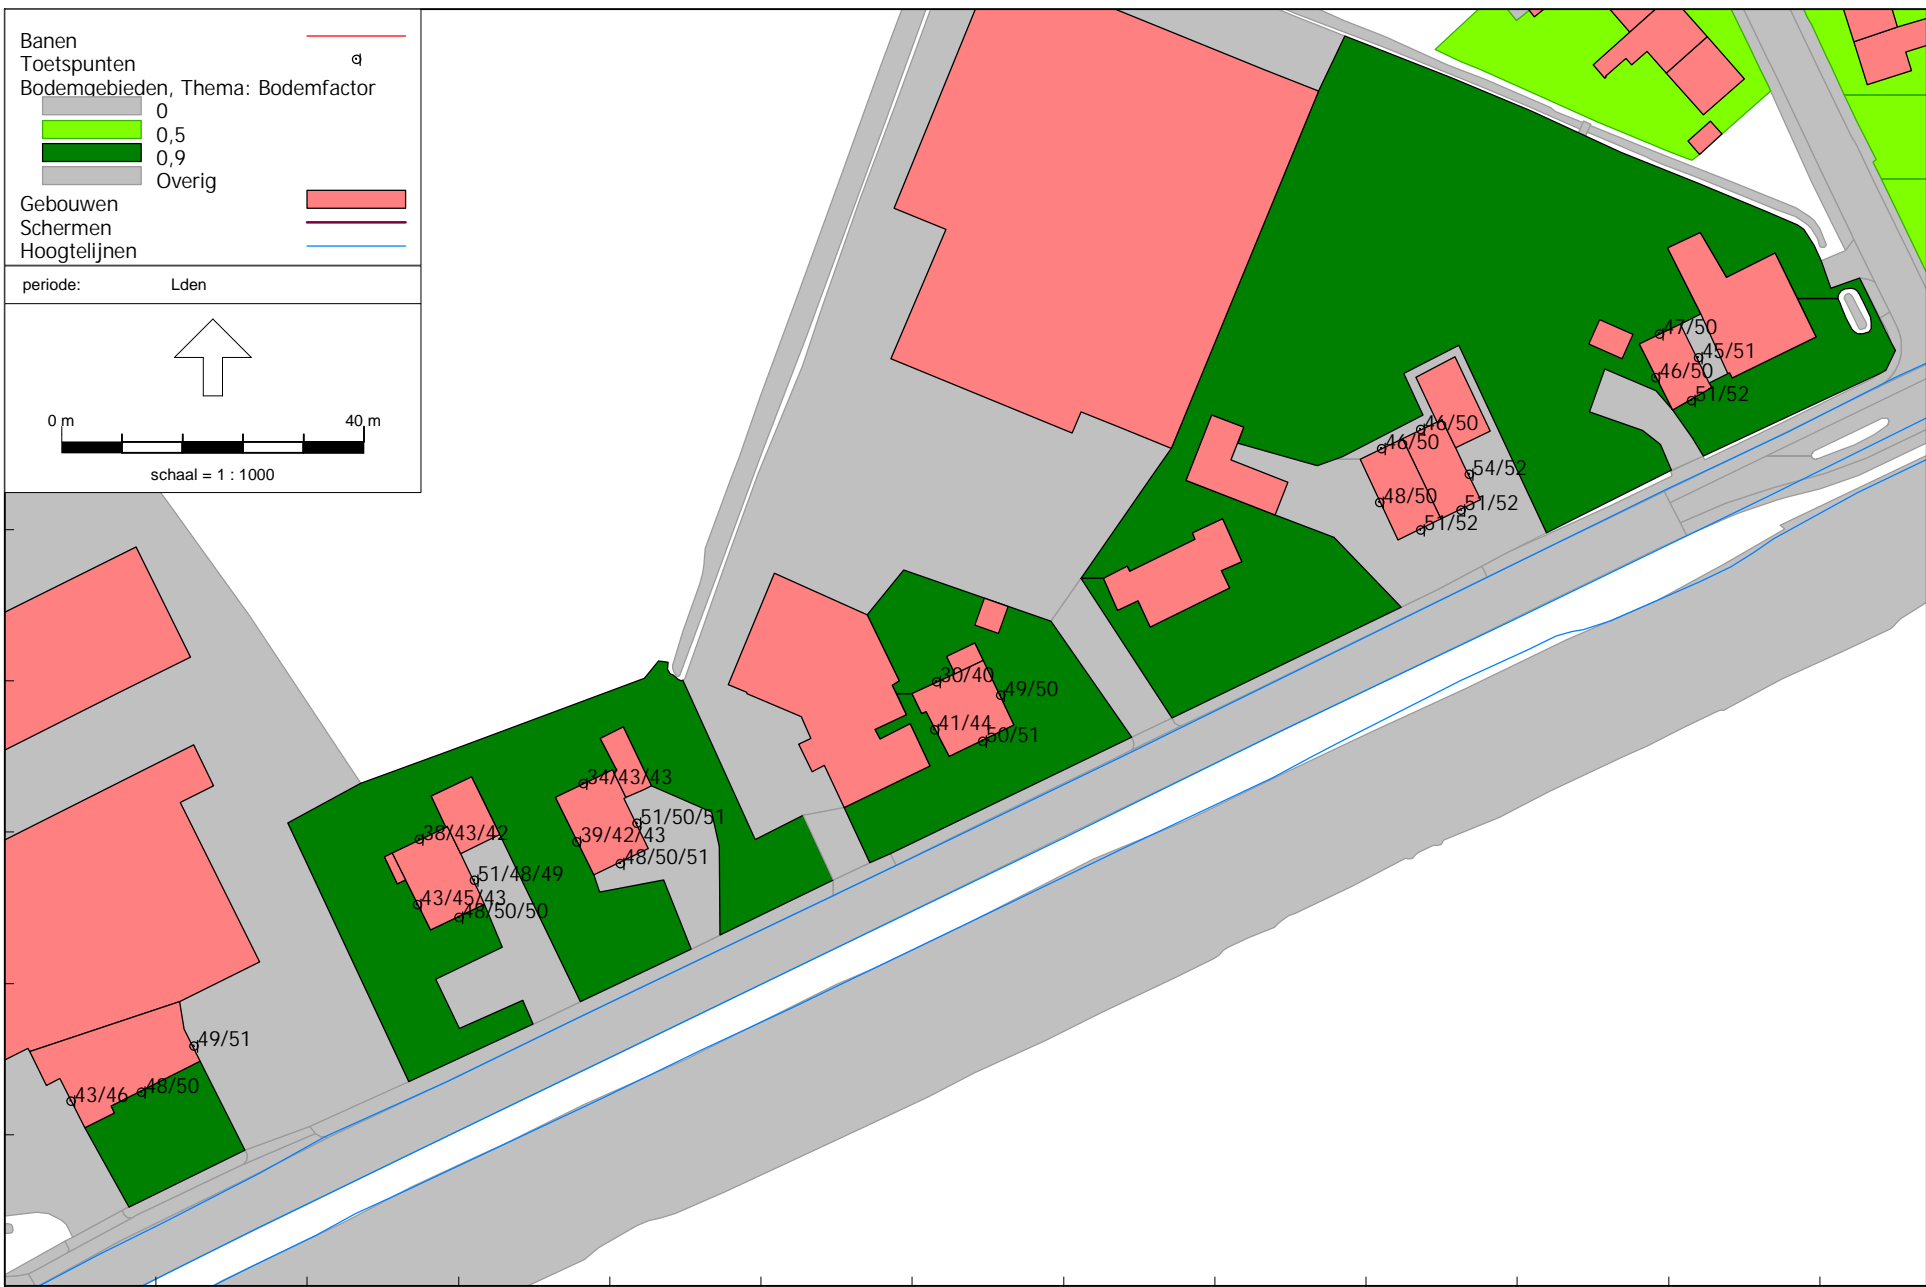 Banen
Toetspunten
Bodemgebieden, Thema: Bodemfactor
0
0,5
0,9
Overig
Gebouwen
Schermen
Hoogtelijnen
periode: Lden
0 m 40 m
schaal = 1 : 1000
47/50
45/51
46/50
51/52
46/50
46/50
54/52
48/50
51/52
51/52
30/40
49/50
41/44
50/51
34/43/43
51/50/51
39/42/43
48/50/51
38/43/42
51/48/49
43/45/43
48/50/50
49/51
48/50
43/46